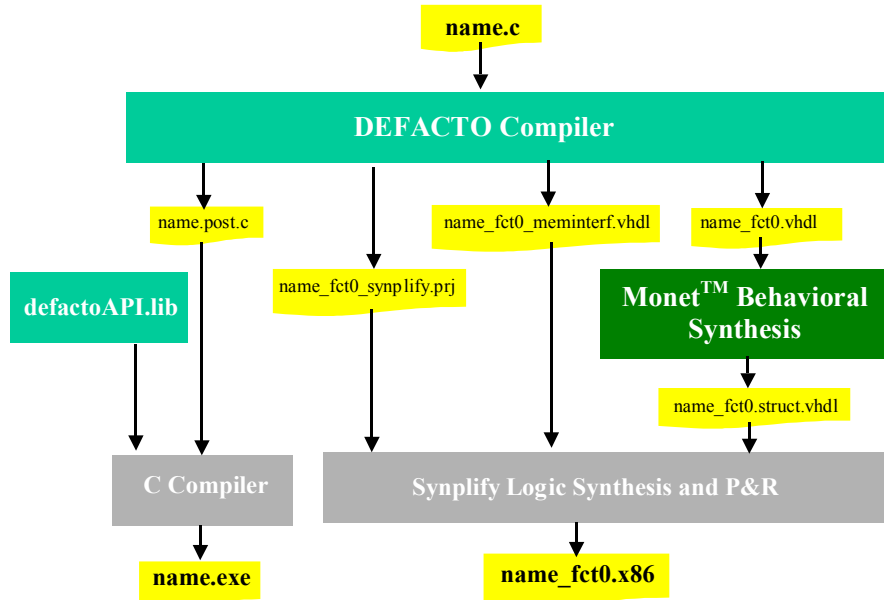 name.c
DEFACTO Compiler
name.post.c
name_fct0_meminterf.vhdl
name_fct0.vhdl
name_fct0_synplify.prj
defactoAPI.lib
Monet™ Behavioral
Synthesis
name_fct0.struct.vhdl
C Compiler
Synplify Logic Synthesis and P&R
name.exe
name_fct0.x86